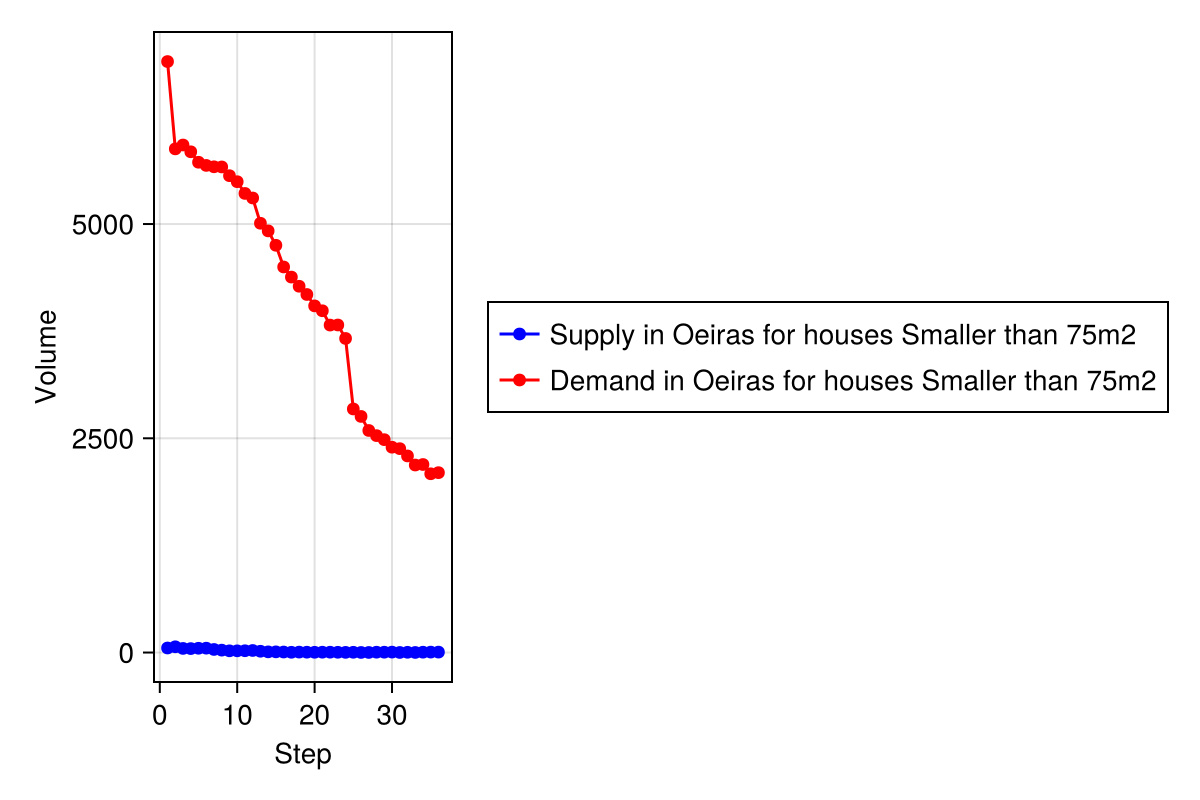 Volume
5000
2500
0
0 10 20 30
Step
Supply in Oeiras for houses Smaller than 75m2
Demand in Oeiras for houses Smaller than 75m2